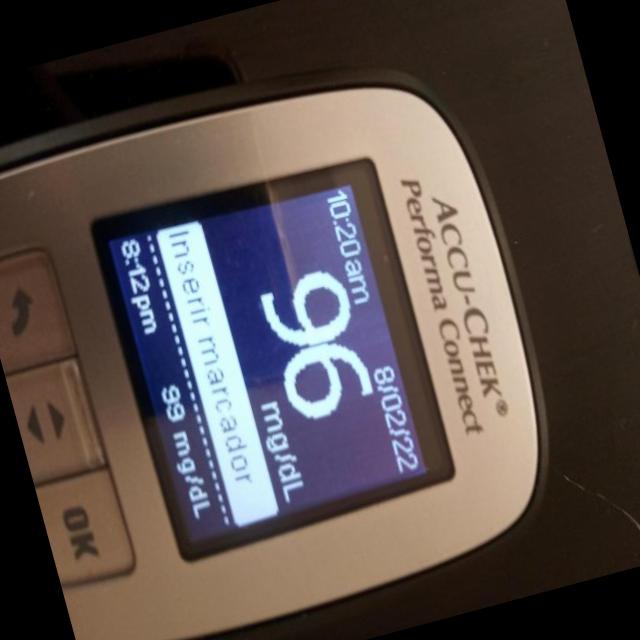 ACCU-CHEK®
Performa Connect
10:20am 8/02/22
96 mg/dL
Inserir marcador
8:12pm 99 mg/dL
OK